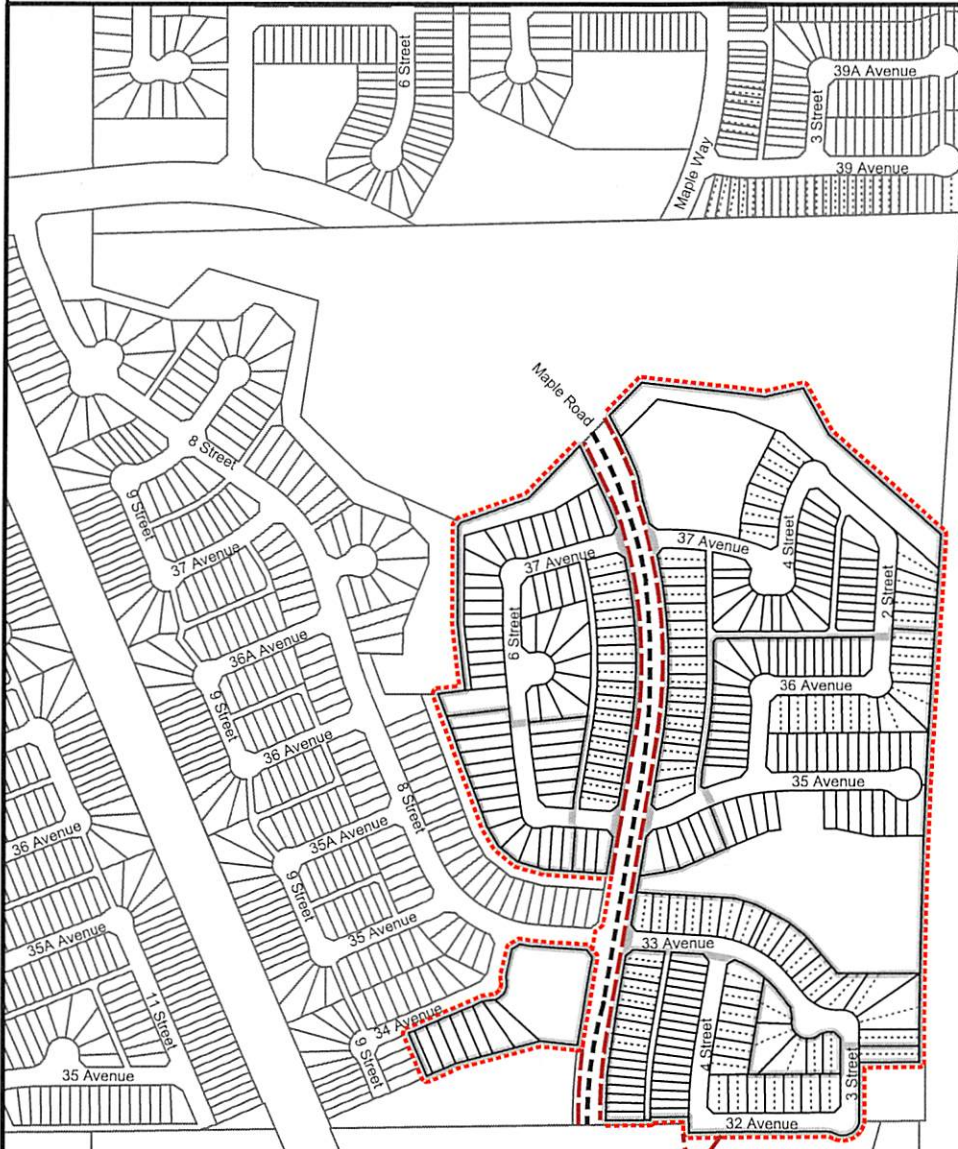 6 Street
39A Avenue
3 Street
Maple Way
39 Avenue
Maple Road
8 Street
9 Street
37 Avenue
37 Avenue
37 Avenue
4 Street
2 Street
6 Street
36A Avenue
9 Street
36 Avenue
36 Avenue
8 Street
35 Avenue
36 Avenue
35A Avenue
9 Street
35A Avenue
35 Avenue
33 Avenue
11 Street
34 Avenue
9 Street
4 Street
35 Avenue
3 Street
32 Avenue